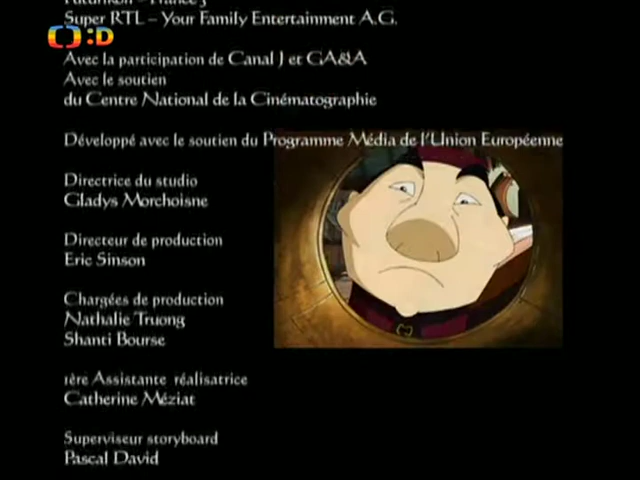 Futurikon – France 3
Super RTL – Your Family Entertainment A.G.
:D
Avec la participation de Canal J et GA&A
Avec le soutien
du Centre National de la Cinématographie
Développé avec le soutien du Programme Média de l'Union Européenne
Directrice du studio
Gladys Morchoisne
Directeur de production
Eric Sinson
Chargées de production
Nathalie Truong
Shanti Bourse
1ère Assistante réalisatrice
Catherine Méziat
Superviseur storyboard
Pascal David